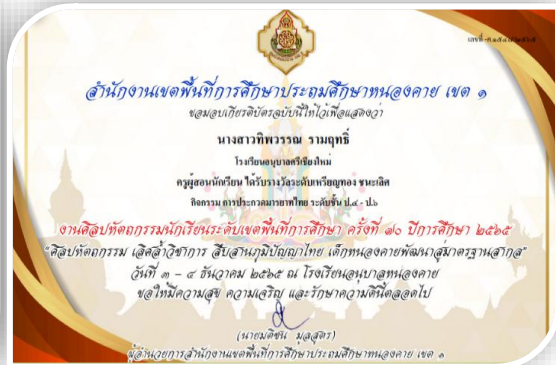 เลขที่
สำนักงานเขตพื้นที่การศึกษาประถมศึกษาหนองคาย เขต ๑
ขอมอบเกียรติบัตรฉบับนี้ให้ไว้เพื่อแสดงว่า
นางสาวทิพวรรณ รามฤทธิ์
โรงเรียนอนุบาลศรีเชียงใหม่
ครูผู้สอนนักเรียน ได้รับรางวัลระดับเหรียญทอง ชนะเลิศ
กิจกรรม การประกวดมารยาทไทย ระดับชั้น ป.๔ - ป.๖
งานศิลปหัตถกรรมนักเรียนระดับเขตพื้นที่การศึกษา ครั้งที่ ๗๐ ปีการศึกษา ๒๕๖๕
"ศิลปหัตถกรรม เลิศล้ำวิชาการ สืบสานภูมิปัญญาไทย เด็กหนองคายพัฒนาสู่มาตรฐานสากล"
วันที่ ๓ - ๔ ธันวาคม ๒๕๖๕ ณ โรงเรียนอนุบาลหนองคาย
ขอให้มีความสุข ความเจริญ และรักษาความดีนี้ตลอดไป
(นายมติชน มูลสูตร)
ผู้อำนวยการสำนักงานเขตพื้นที่การศึกษาประถมศึกษาหนองคาย เขต ๑